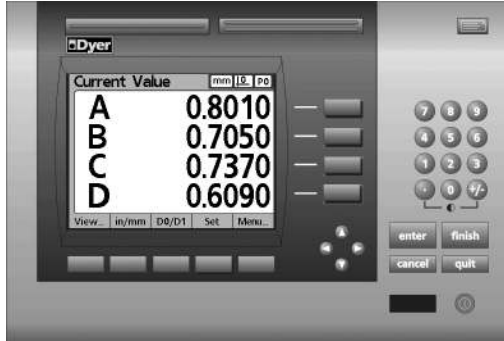 Dyer
Current Value mm 10 P0
A 0.8010
B 0.7050
C 0.7370
D 0.6090
View... in/mm D0/D1 Set Menu...
7 8 9
4 5 6
1 2 3
. 0 +/-
enter finish
cancel quit